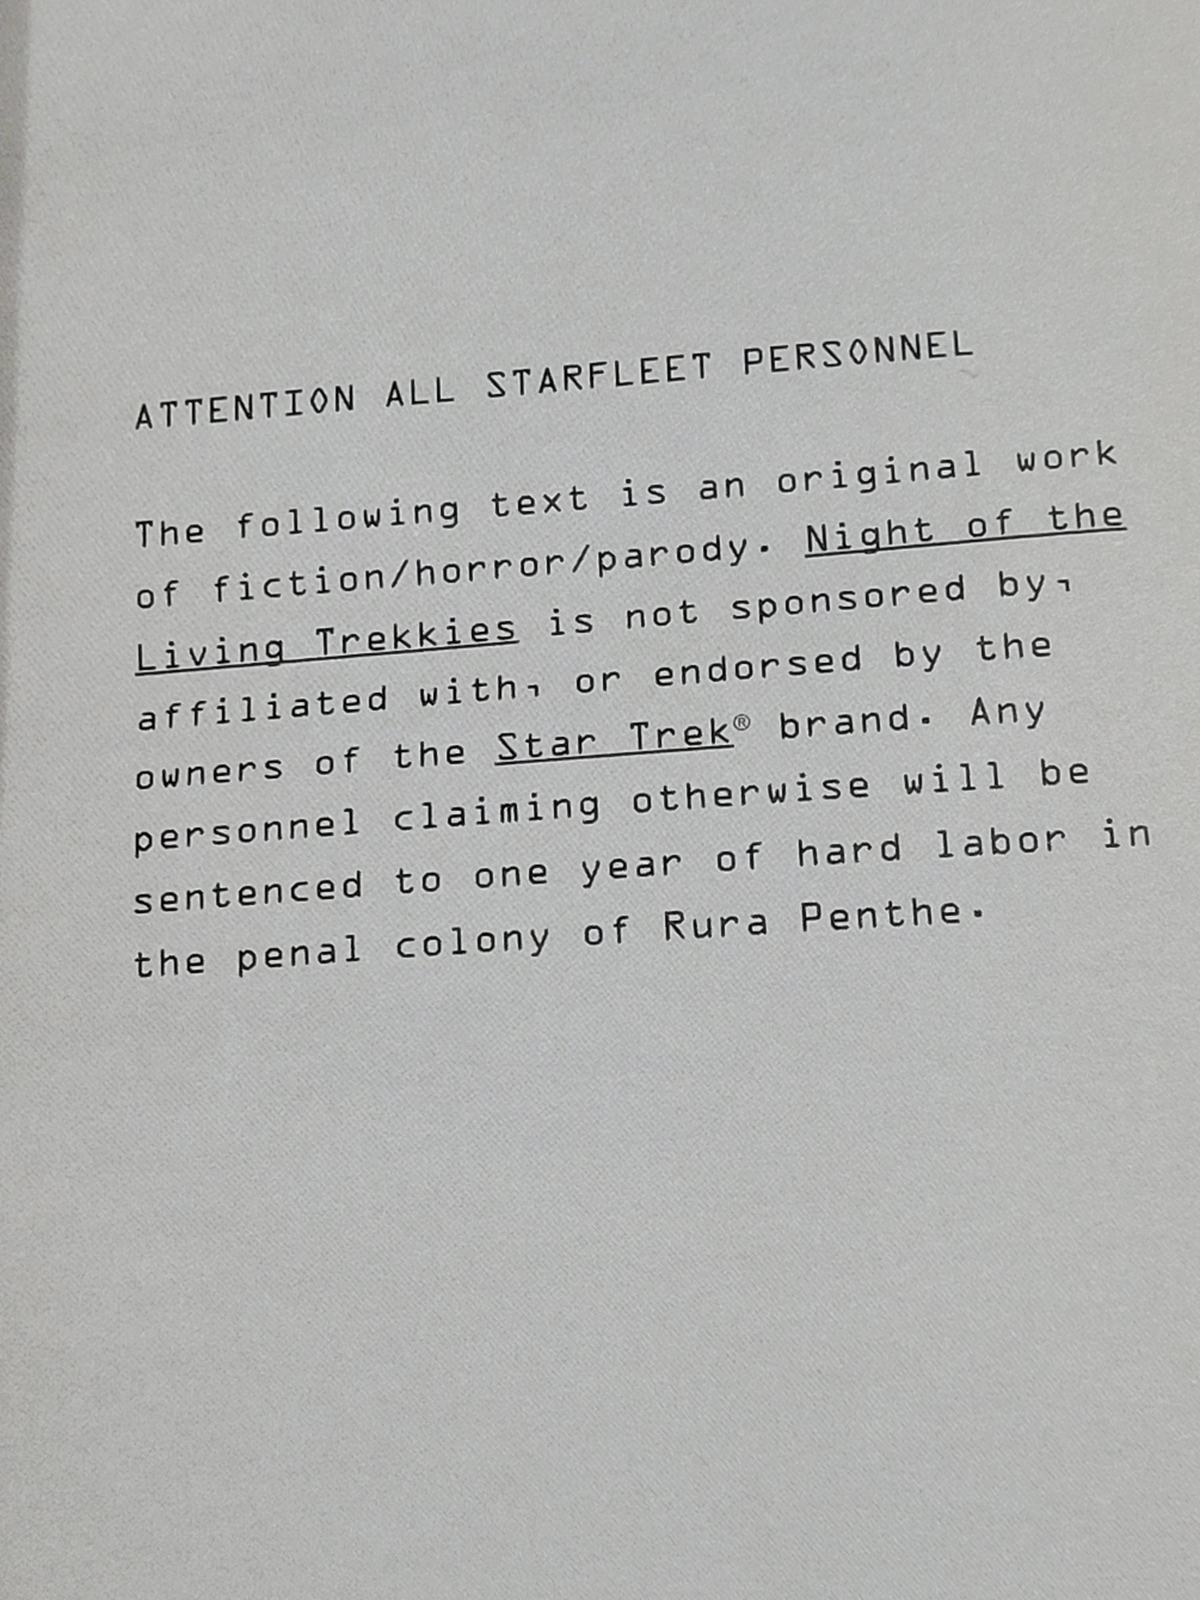 ATTENTION ALL STARFLEET PERSONNEL
The following text is an original work
of fiction/horror/parody. Night of the
Living Trekkies is not sponsored by,
affiliated with, or endorsed by the
owners of the Star Trek® brand. Any
personnel claiming otherwise will be
sentenced to one year of hard labor in
the penal colony of Rura Penthe.